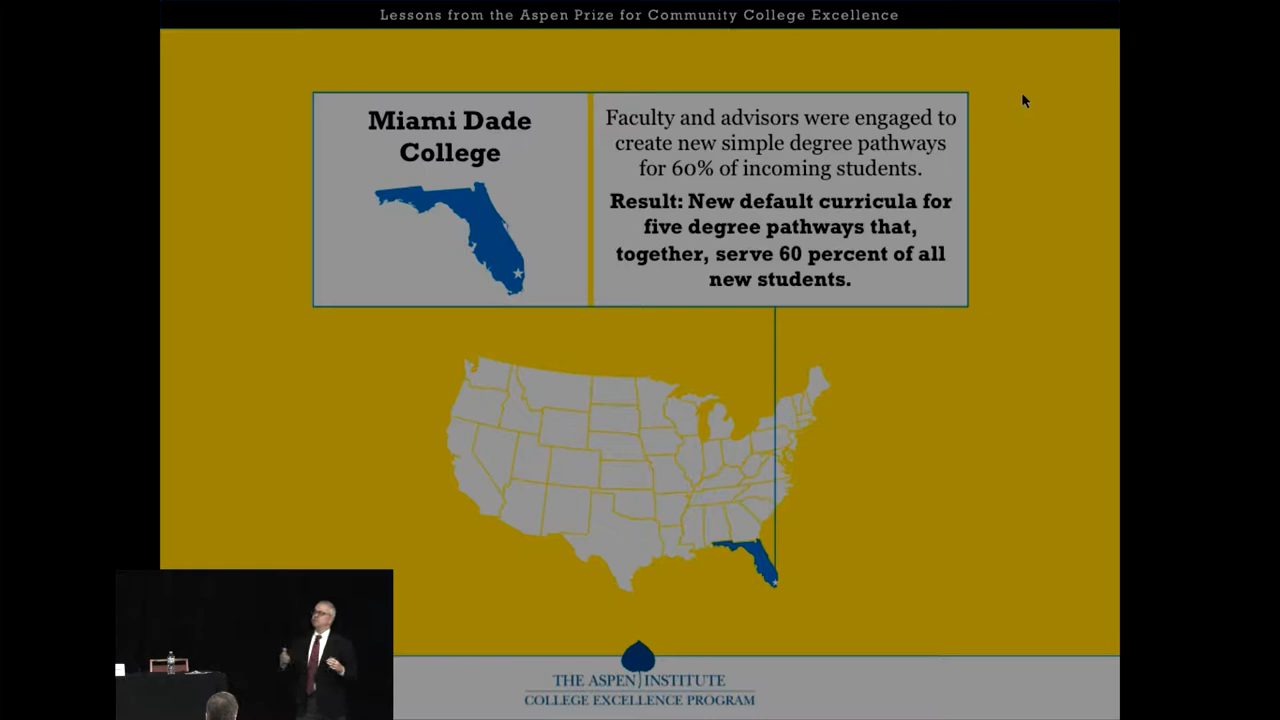 Lessons from the Aspen Prize for Community College Excellence
Miami Dade
College
Faculty and advisors were engaged to
create new simple degree pathways
for 60% of incoming students.
Result: New default curricula for
five degree pathways that,
together, serve 60 percent of all
new students.
THE ASPEN INSTITUTE
COLLEGE EXCELLENCE PROGRAM